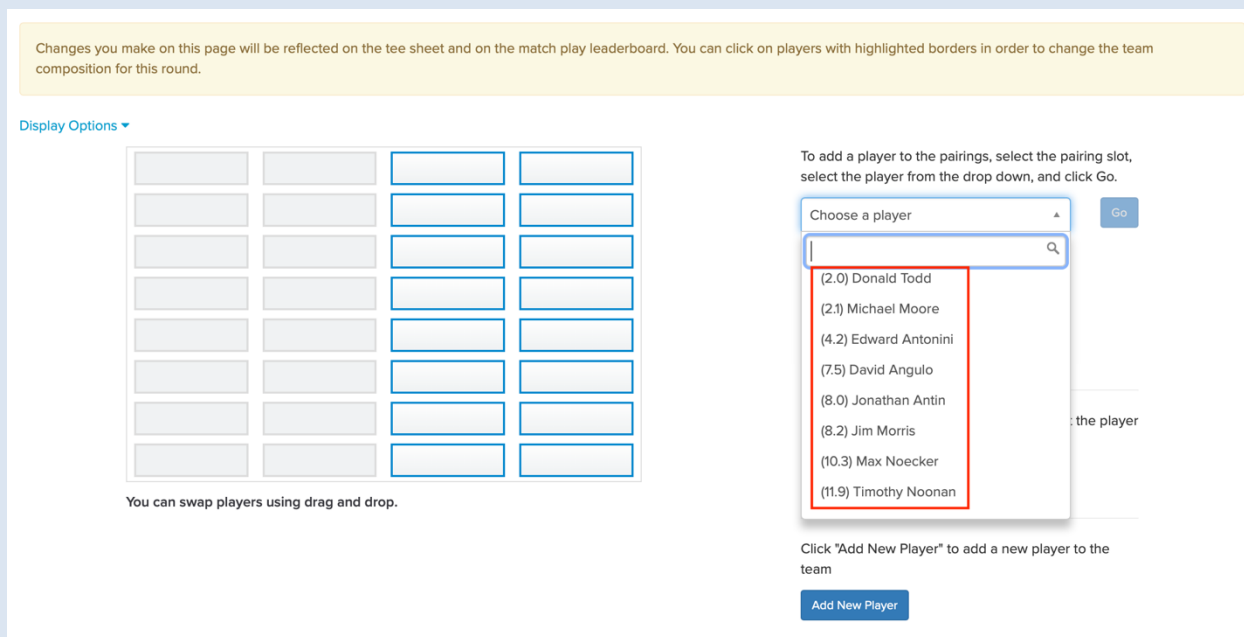 Changes you make on this page will be reflected on the tee sheet and on the match play leaderboard. You can click on players with highlighted borders in order to change the team
composition for this round.
Display Options
To add a player to the pairings, select the pairing slot,
select the player from the drop down, and click Go.
Choose a player
Go
(2.0) Donald Todd
(2.1) Michael Moore
(4.2) Edward Antonini
(7.5) David Angulo
(8.0) Jonathan Antin
(8.2) Jim Morris
(10.3) Max Noecker
(11.9) Timothy Noonan
the player
You can swap players using drag and drop.
Click "Add New Player" to add a new player to the
team
Add New Player